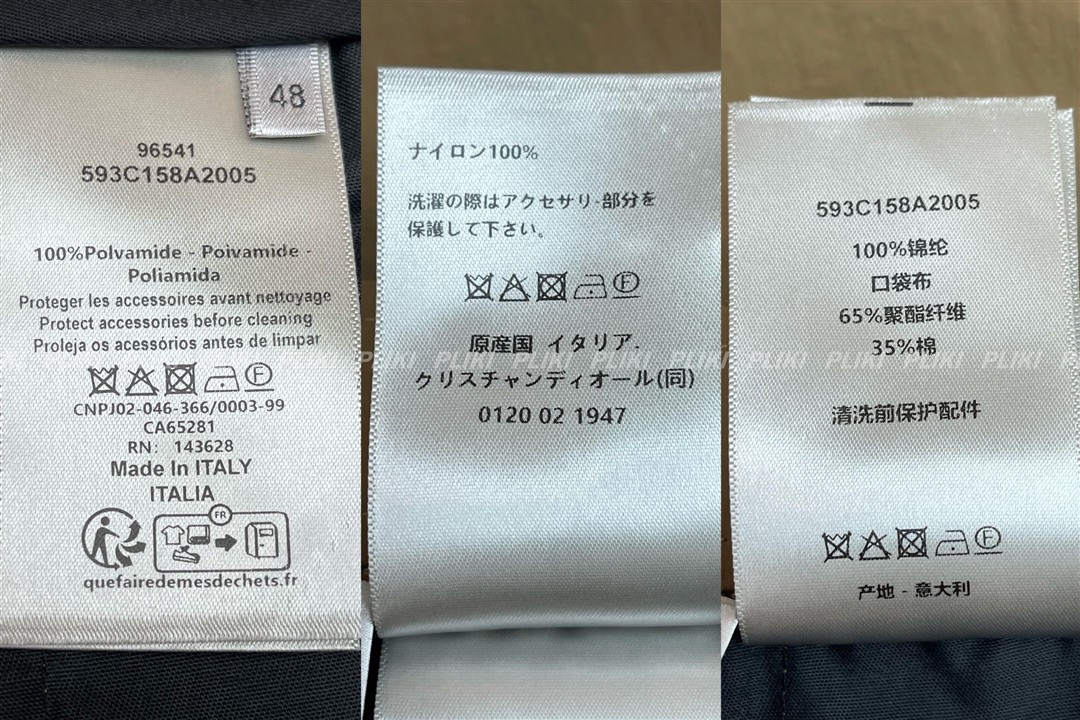 48
96541
593C158A2005
100%Polvamide - Poivamide -
Poliamida
Proteger les accessoires avant nettoyage
Protect accessories before cleaning
Proleja os acessórios antes de limpar
F
CNPJ02-046-366/0003-99
CA65281
RN: 143628
Made In ITALY
ITALIA
FR
quefairedemesdechets.fr
ナイロン100%
洗濯の際はアクセサリ-部分を
保護して下さい。
F
原産国 イタリア.
クリスチャンディオール(同)
0120 02 1947
593C158A2005
100%锦纶
口袋布
65%聚酯纤维
35%棉
清洗前保护配件
F
产地 - 意大利
PLIKI PLIKI PLIKI PLIKI PLIKI PLIKI